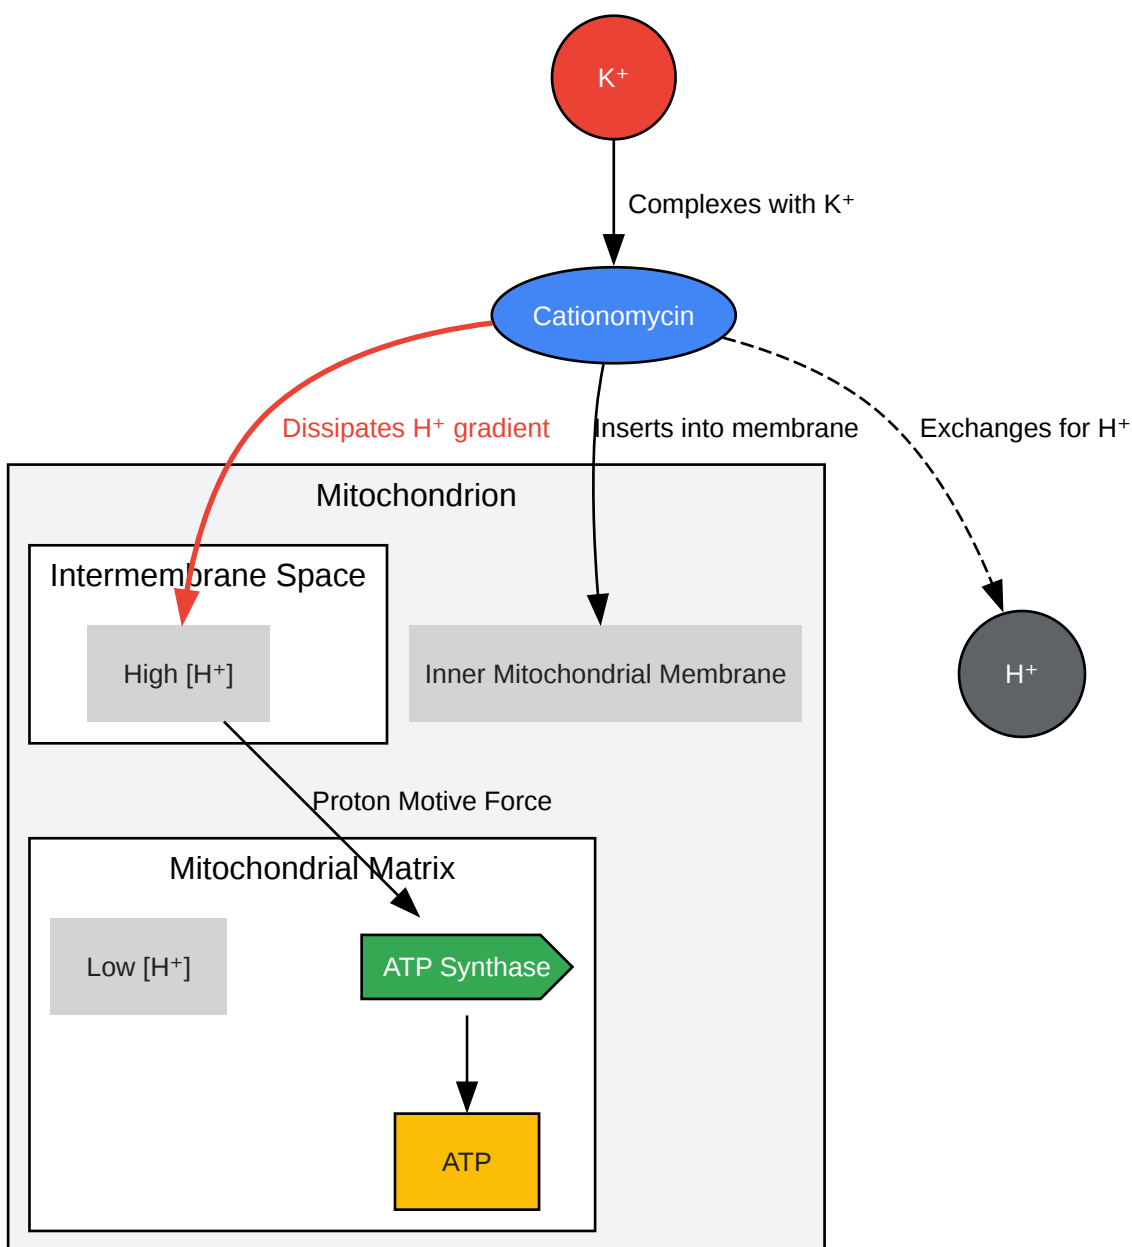 K⁺
Complexes with K⁺
Cationomycin
Dissipates H⁺ gradient
Inserts into membrane
Exchanges for H⁺
Mitochondrion
Intermembrane Space
High [H⁺]
Inner Mitochondrial Membrane
H⁺
Proton Motive Force
Mitochondrial Matrix
Low [H⁺]
ATP Synthase
ATP